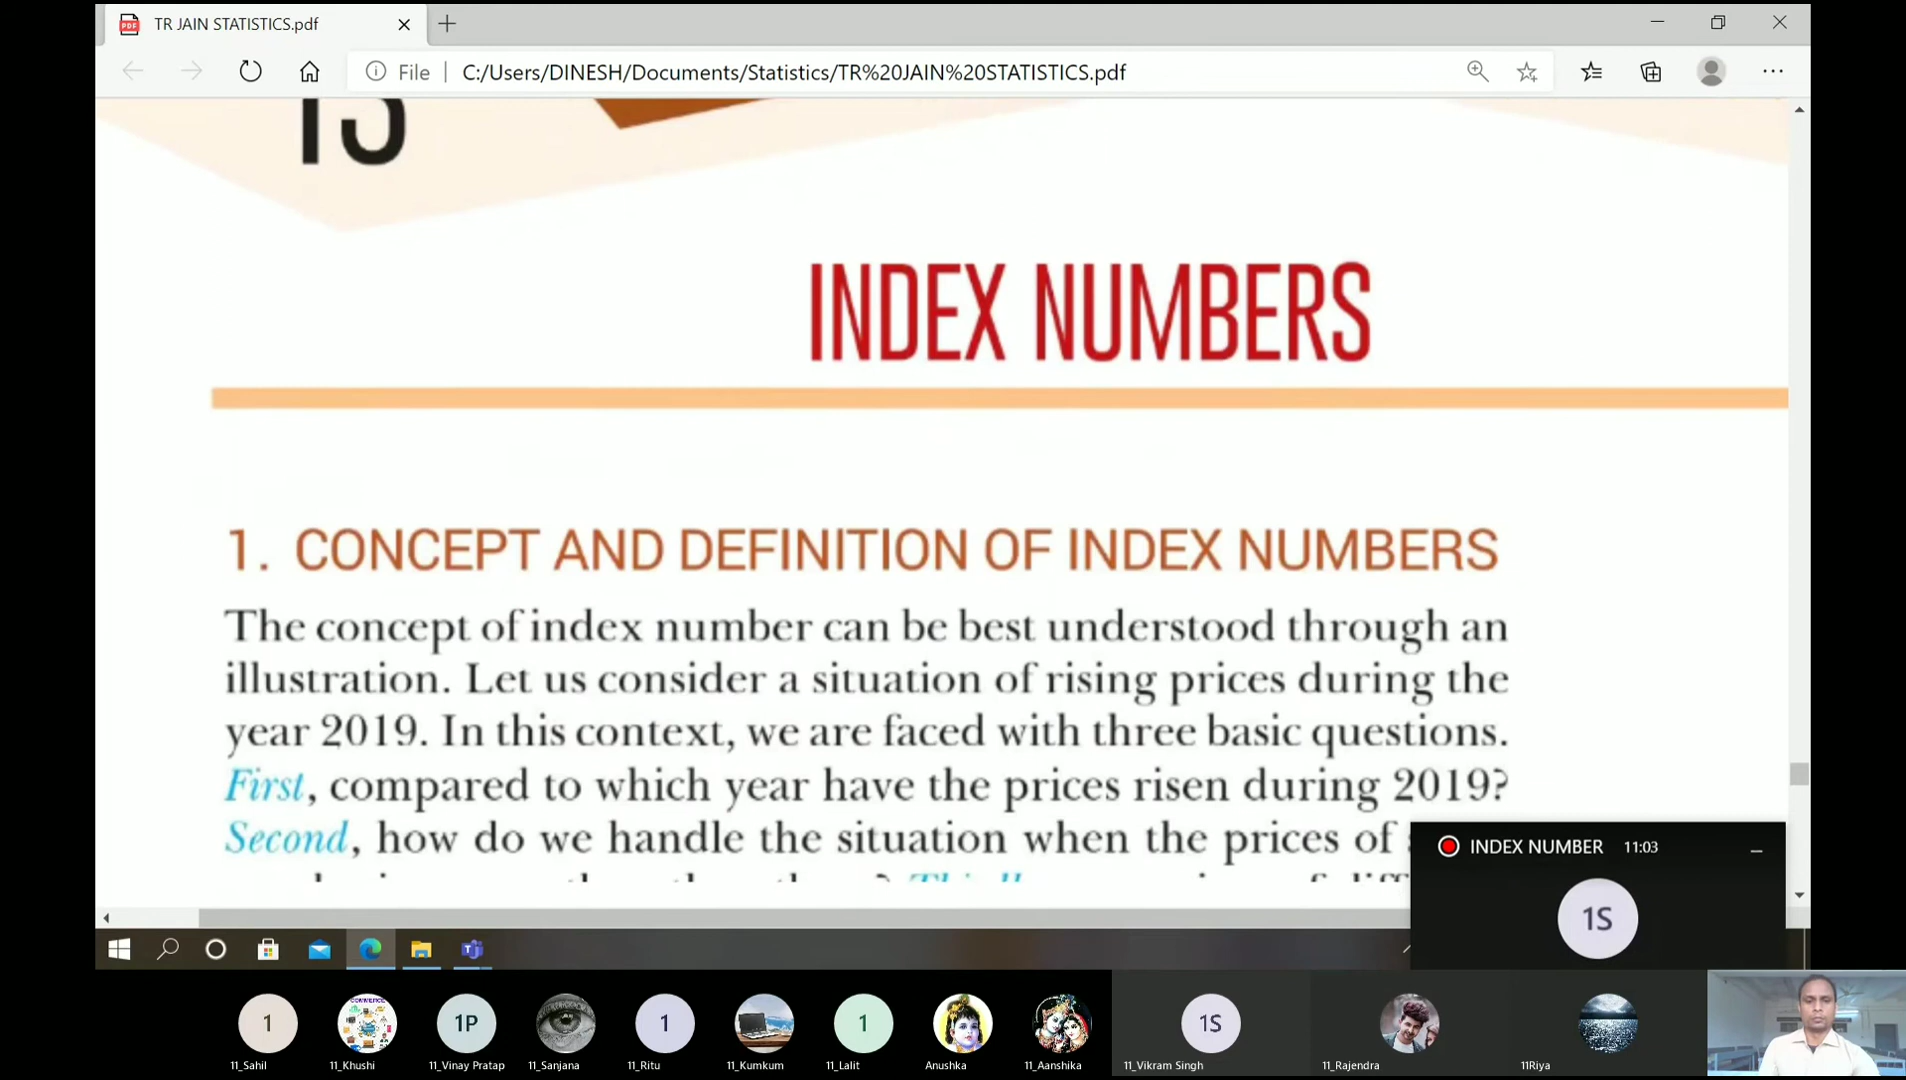 TR JAIN STATISTICS.pdf
File
C:/Users/DINESH/Documents/Statistics/TR%20JAIN%20STATISTICS.pdf
INDEX NUMBERS
1. CONCEPT AND DEFINITION OF INDEX NUMBERS
The concept of index number can be best understood through an
illustration. Let us consider a situation of rising prices during the
year 2019. In this context, we are faced with three basic questions.
First, compared to which year have the prices risen during 2019?
Second, how do we handle the situation when the prices of
INDEX NUMBER 11:03
1S
1
COMMERCE
1P
1
1
1S
11_Sahil
11_Khushi
11_Vinay Pratap
11_Sanjana
11_Ritu
11_Kumkum
11_Lalit
Anushka
11_Aanshika
11_Vikram Singh
11_Rajendra
11Riya